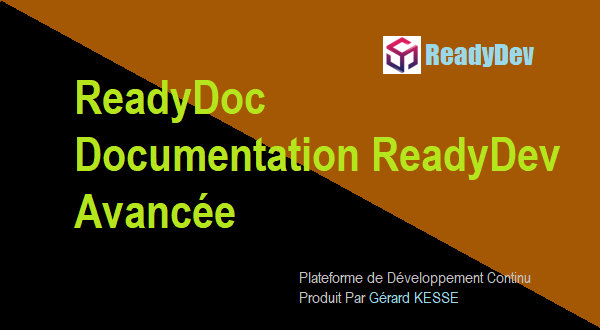 ReadyDev
ReadyDoc
Documentation ReadyDev
Avancée
Plateforme de Développement Continu
Produit Par Gérard KESSE